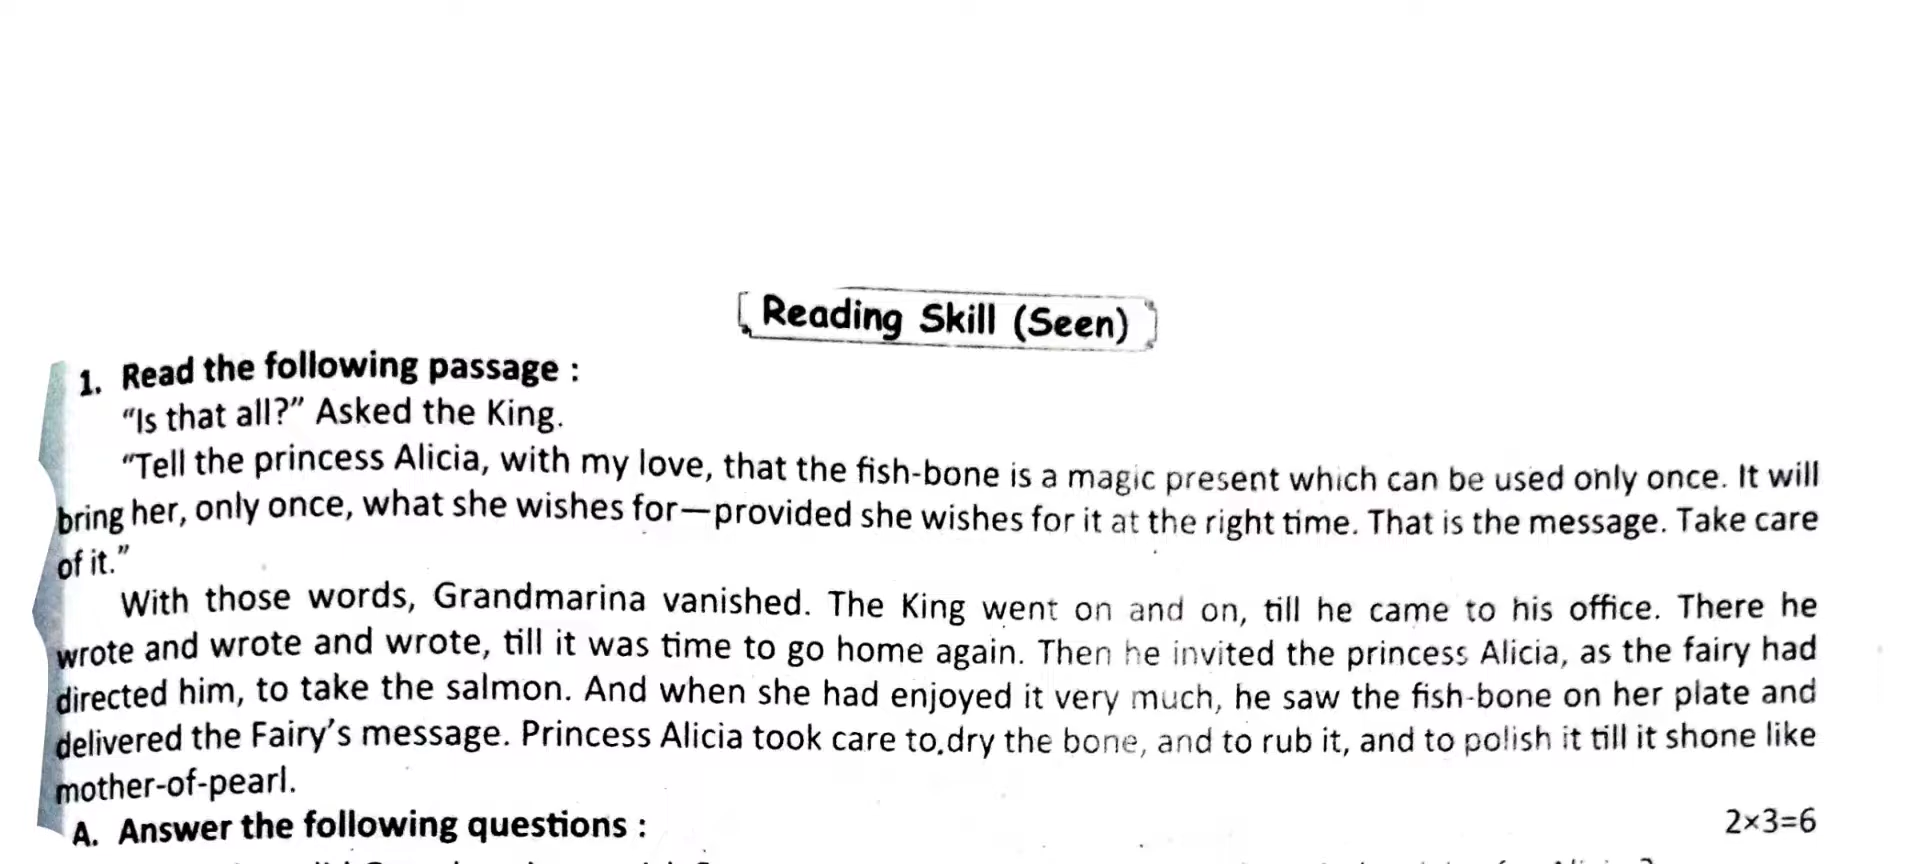 Reading Skill (Seen)
1. Read the following passage :
“Is that all?” Asked the King.
“Tell the princess Alicia, with my love, that the fish-bone is a magic present which can be used only once. It will
bring her, only once, what she wishes for—provided she wishes for it at the right time. That is the message. Take care
of it.”
With those words, Grandmarina vanished. The King went on and on, till he came to his office. There he
wrote and wrote and wrote, till it was time to go home again. Then he invited the princess Alicia, as the fairy had
directed him, to take the salmon. And when she had enjoyed it very much, he saw the fish-bone on her plate and
delivered the Fairy’s message. Princess Alicia took care to dry the bone, and to rub it, and to polish it till it shone like
mother-of-pearl.
A. Answer the following questions : 2×3=6